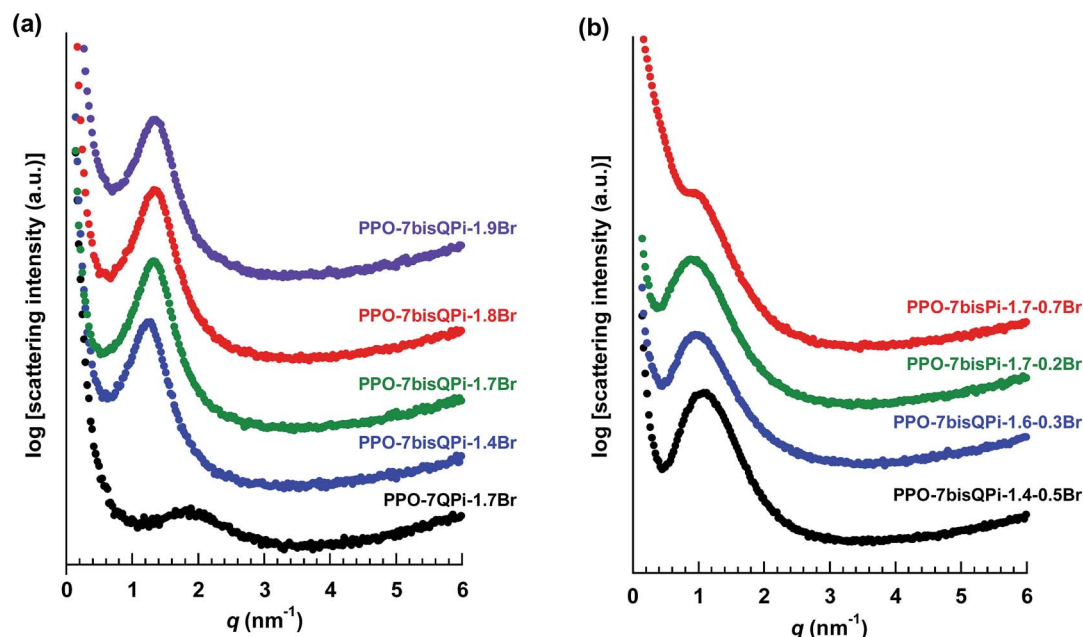 (a)
log [scattering intensity (a.u.)]
PPO-7bisQPi-1.9Br
PPO-7bisQPi-1.8Br
PPO-7bisQPi-1.7Br
PPO-7bisQPi-1.4Br
PPO-7QPi-1.7Br
0 1 2 3 4 5 6
q (nm⁻¹)
(b)
log [scattering intensity (a.u.)]
PPO-7bisPi-1.7-0.7Br
PPO-7bisPi-1.7-0.2Br
PPO-7bisQPi-1.6-0.3Br
PPO-7bisQPi-1.4-0.5Br
0 1 2 3 4 5 6
q (nm⁻¹)